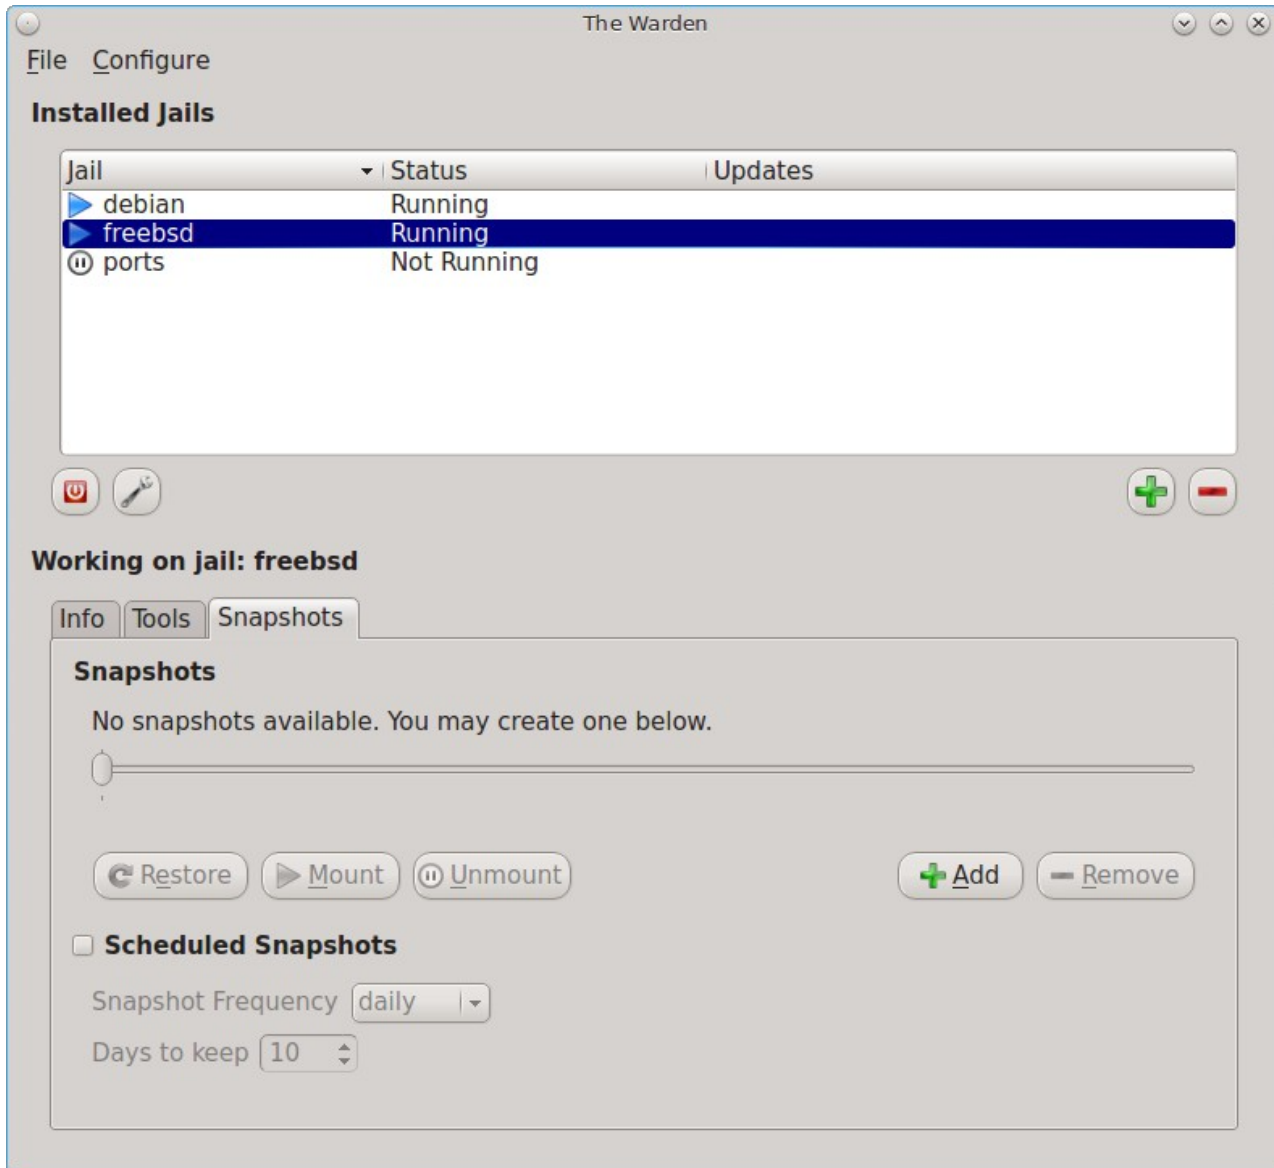 The Warden
File Configure
Installed Jails
Jail Status Updates
debian Running
freebsd Running
ports Not Running
Working on jail: freebsd
Info Tools Snapshots
Snapshots
No snapshots available. You may create one below.
Restore Mount Unmount Add Remove
Scheduled Snapshots
Snapshot Frequency daily
Days to keep 10